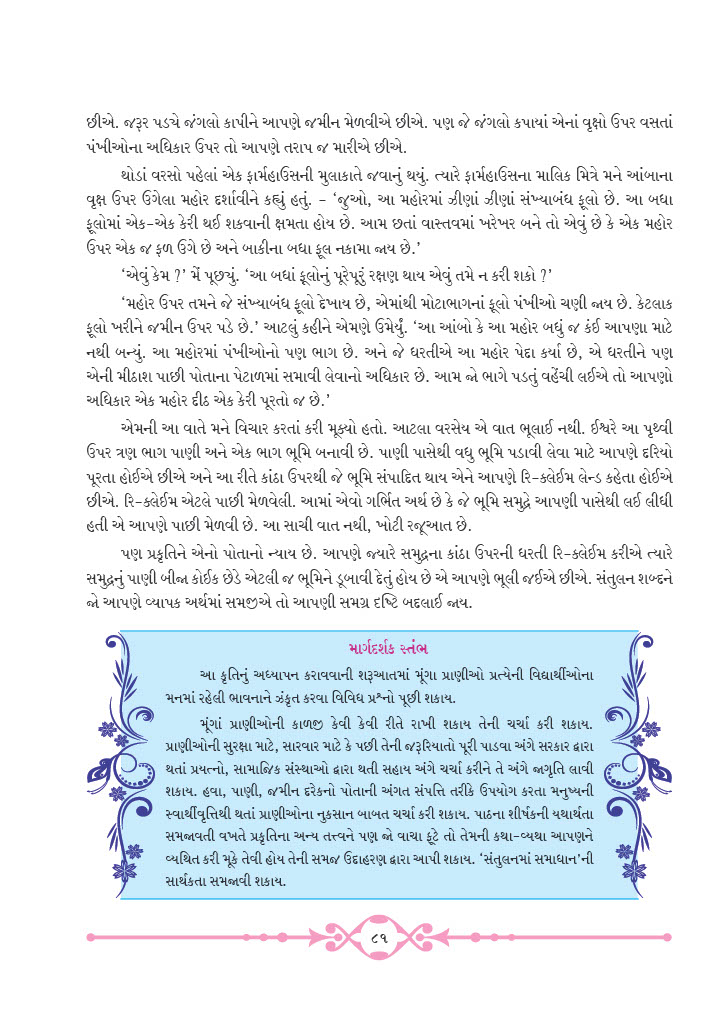 છીએ. જરૂર પડયે જંગલો કાપીને આપણે જમીન મેળવીએ છીએ. પણ જે જંગલો કપાયાં એનાં વૃક્ષો ઉપર વસતાં
પંખીઓના અધિકાર ઉપર તો આપણે તરાપ જ મારીએ છીએ.
થોડાં વરસો પહેલાં એક ફાર્મહાઉસની મુલાકાતે જવાનું થયું. ત્યારે ફાર્મહાઉસના માલિક મિત્રે મને આંબાના
વૃક્ષ ઉપર ઉગેલા મહોર દર્શાવીને કહ્યું હતું. - ‘જુઓ, આ મહોરમાં ઝીણાં ઝીણાં સંખ્યાબંધ ફૂલો છે. આ બધા
ફૂલોમાં એક-એક કેરી થઈ શકવાની ક્ષમતા હોય છે. આમ છતાં વાસ્તવમાં ખરેખર બને તો એવું છે કે એક મહોર
ઉપર એક જ ફળ ઉગે છે અને બાકીના બધા ફૂલ નકામા જાય છે.’
‘એવું કેમ ?’ મેં પૂછ્યું. ‘આ બધાં ફૂલોનું પૂરેપૂરું રક્ષણ થાય એવું તમે ન કરી શકો ?’
‘મહોર ઉપર તમને જે સંખ્યાબંધ ફૂલો દેખાય છે, એમાંથી મોટાભાગનાં ફૂલો પંખીઓ ચણી જાય છે. કેટલાક
ફૂલો ખરીને જમીન ઉપર પડે છે.’ આટલું કહીને એમણે ઉમેર્યું. ‘આ આંબો કે આ મહોર બધું જ કંઈ આપણા માટે
નથી બન્યું. આ મહોરમાં પંખીઓનો પણ ભાગ છે. અને જે ધરતીએ આ મહોર પેદા કર્યા છે, એ ધરતીને પણ
એની મીઠાશ પાછી પોતાના પેટાળમાં સમાવી લેવાનો અધિકાર છે. આમ જો ભાગે પડતું વહેંચી લઈએ તો આપણો
અધિકાર એક મહોર દીઠ એક કેરી પૂરતો જ છે.’
એમની આ વાતે મને વિચાર કરતાં કરી મૂક્યો હતો. આટલા વરસેય એ વાત ભૂલાઈ નથી. ઈશ્વરે આ પૃથ્વી
ઉપર ત્રણ ભાગ પાણી અને એક ભાગ ભૂમિ બનાવી છે. પાણી પાસેથી વધુ ભૂમિ પડાવી લેવા માટે આપણે દરિયો
પૂરતા હોઈએ છીએ અને આ રીતે કાંઠા ઉપરથી જે ભૂમિ સંપાદિત થાય એને આપણે રિ-ક્લેઈમ લેન્ડ કહેતા હોઈએ
છીએ. રિ-ક્લેઈમ એટલે પાછી મેળવેલી. આમાં એવો ગર્ભિત અર્થ છે કે જે ભૂમિ સમુદ્રે આપણી પાસેથી લઈ લીધી
હતી એ આપણે પાછી મેળવી છે. આ સાચી વાત નથી, ખોટી રજૂઆત છે.
પણ પ્રકૃતિને એનો પોતાનો ન્યાય છે. આપણે જ્યારે સમુદ્રના કાંઠા ઉપરની ધરતી રિ-ક્લેઈમ કરીએ ત્યારે
સમુદ્રનું પાણી બીજા કોઈક છેડે એટલી જ ભૂમિને ડૂબાવી દેતું હોય છે એ આપણે ભૂલી જઈએ છીએ. સંતુલન શબ્દને
જો આપણે વ્યાપક અર્થમાં સમજીએ તો આપણી સમગ્ર દૃષ્ટિ બદલાઈ જાય.
માર્ગદર્શક સ્તંભ
આ કૃતિનું અધ્યાપન કરાવવાની શરૂઆતમાં મૂંગા પ્રાણીઓ પ્રત્યેની વિદ્યાર્થીઓના
મનમાં રહેલી ભાવનાને ઝંકૃત કરવા વિવિધ પ્રશ્નો પૂછી શકાય.
મૂંગાં પ્રાણીઓની કાળજી કેવી કેવી રીતે રાખી શકાય તેની ચર્ચા કરી શકાય.
પ્રાણીઓની સુરક્ષા માટે, સારવાર માટે કે પછી તેની જરૂરિયાતો પૂરી પાડવા અંગે સરકાર દ્વારા
થતાં પ્રયત્નો, સામાજિક સંસ્થાઓ દ્વારા થતી સહાય અંગે ચર્ચા કરીને તે અંગે જાગૃતિ લાવી
શકાય. હવા, પાણી, જમીન દરેકનો પોતાની અંગત સંપત્તિ તરીકે ઉપયોગ કરતા મનુષ્યની
સ્વાર્થીવૃત્તિથી થતાં પ્રાણીઓના નુકસાન બાબત ચર્ચા કરી શકાય. પાઠના શીર્ષકની યથાર્થતા
સમજાવતી વખતે પ્રકૃતિના અન્ય તત્ત્વને પણ જો વાચા ફૂટે તો તેમની કથા-વ્યથા આપણને
વ્યથિત કરી મૂકે તેવી હોય તેની સમજ ઉદાહરણ દ્વારા આપી શકાય. ‘સંતુલનમાં સમાધાન’ની
સાર્થકતા સમજાવી શકાય.
૮૧